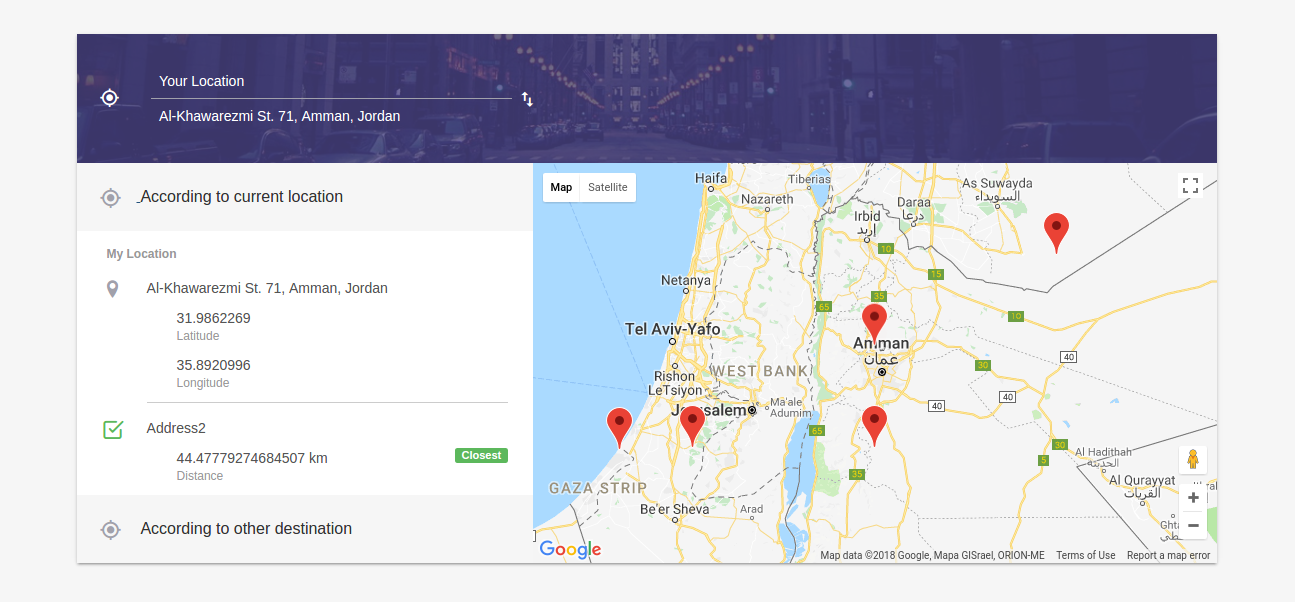 Your Location
Al-Khawarezmi St. 71, Amman, Jordan
According to current location
My Location
Al-Khawarezmi St. 71, Amman, Jordan
31.9862269
Latitude
35.8920996
Longitude
Address2
44.47779274684507 km
Closest
Distance
According to other destination
Map Satellite
Haifa
Tiberias
As Suwayda
السويداء
Nazareth
Daraa
درعا
Irbid
إربد
10
15
Netanya
35
65
10
Tel Aviv-Yafo
Amman
عمان
40
30
WEST BANK
Rishon
LeTsiyon
40
40
Jerusalem
Ma'ale
Adumim
65
30
5
Al Hadithah
الحديثة
35
Al Qurayyat
القريات
GAZA STRIP
Be'er Sheva
Arad
Google
Map data ©2018 Google, Mapa GISrael, ORION-ME Terms of Use Report a map error